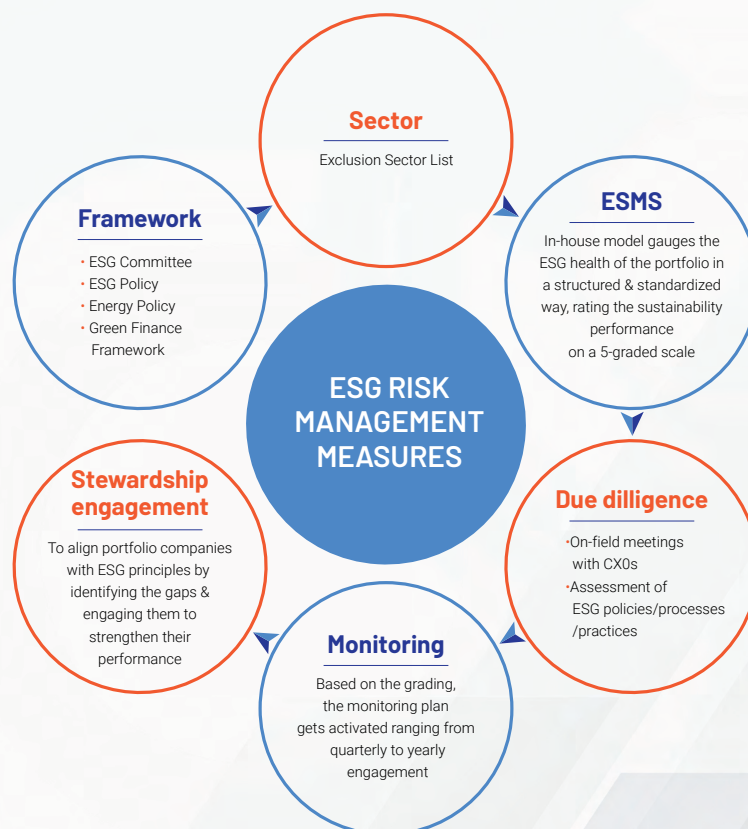 Sector
Exclusion Sector List
Framework
• ESG Committee
• ESG Policy
• Energy Policy
• Green Finance
Framework
ESMS
In-house model gauges the
ESG health of the portfolio in
a structured & standardized
way, rating the sustainability
performance
on a 5-graded scale
ESG RISK
MANAGEMENT
MEASURES
Stewardship
engagement
To align portfolio companies
with ESG principles by
identifying the gaps &
engaging them to
strengthen their
performance
Due dilligence
•On-field meetings
with CX0s
•Assessment of
ESG policies/processes
/practices
Monitoring
Based on the grading,
the monitoring plan
gets activated ranging from
quarterly to yearly
engagement